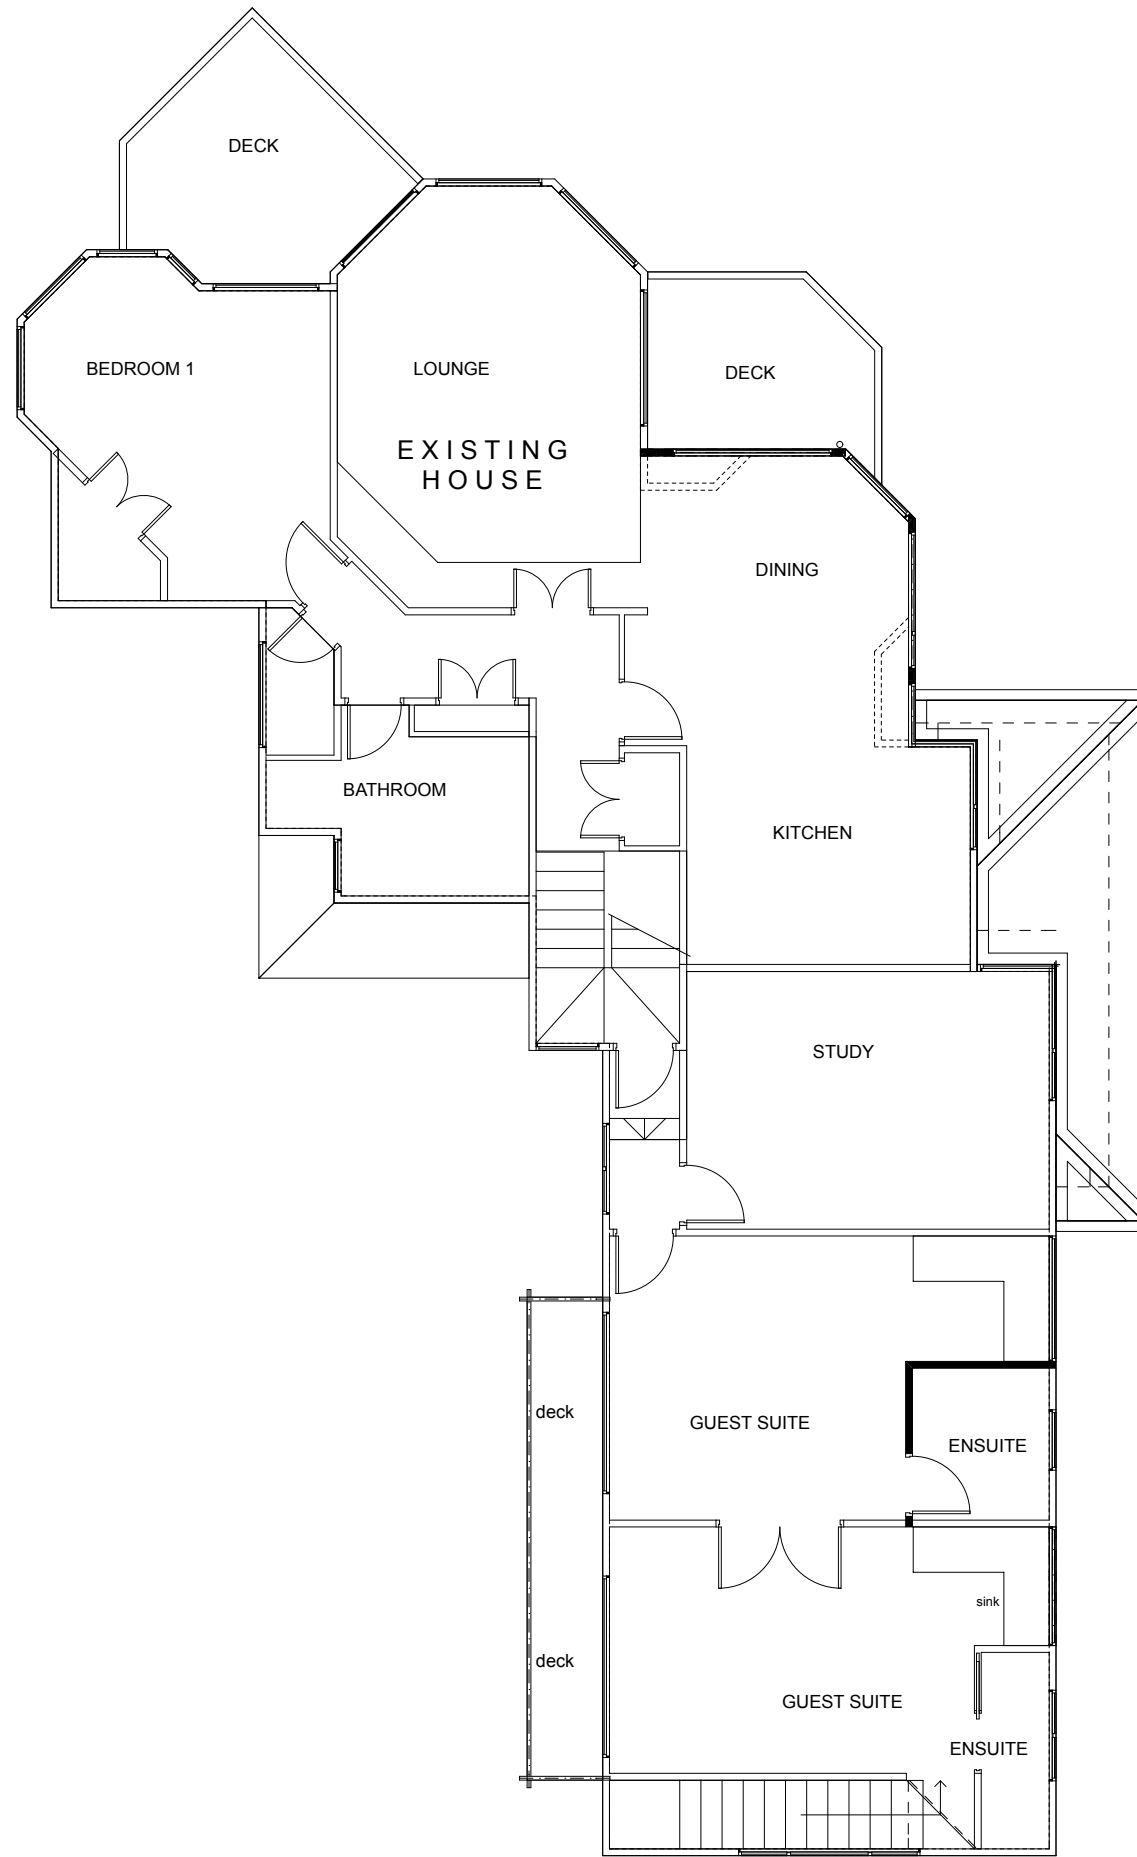 DECK
BEDROOM 1
LOUNGE
DECK
EXISTING
HOUSE
DINING
BATHROOM
KITCHEN
STUDY
deck
GUEST SUITE
ENSUITE
sink
deck
GUEST SUITE
ENSUITE